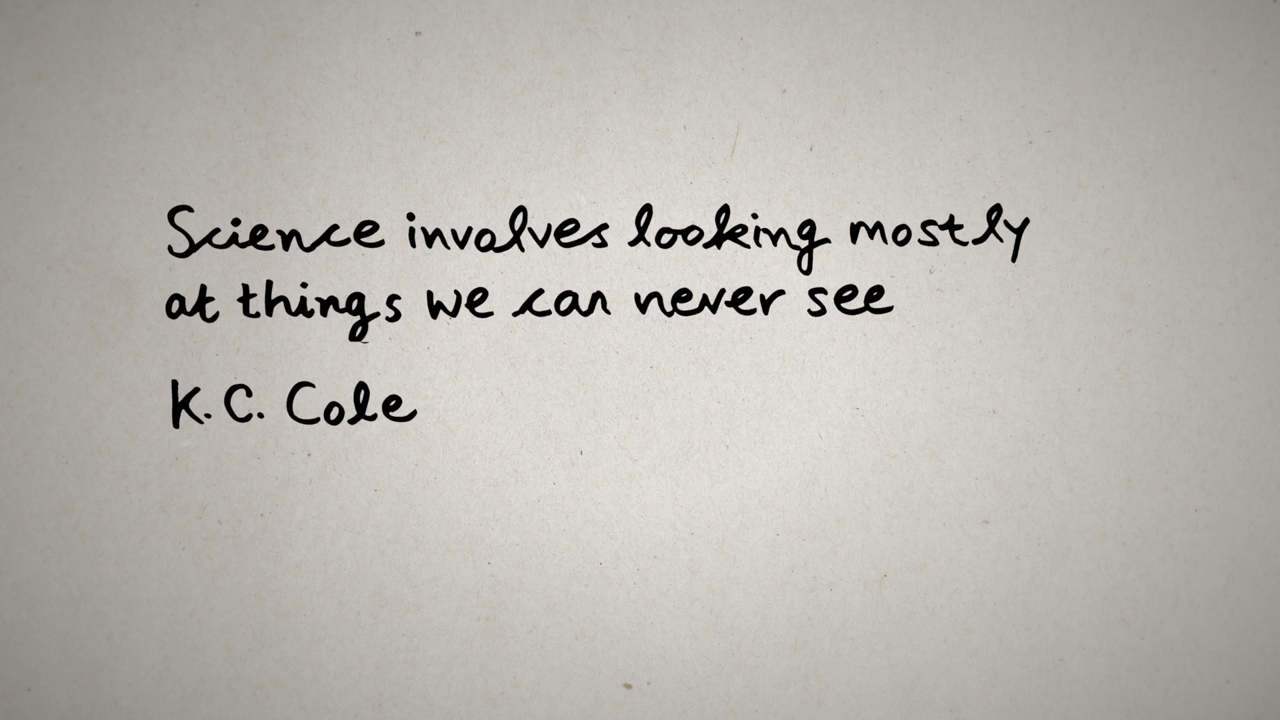 Science involves looking mostly
at things we can never see
K. C. Cole